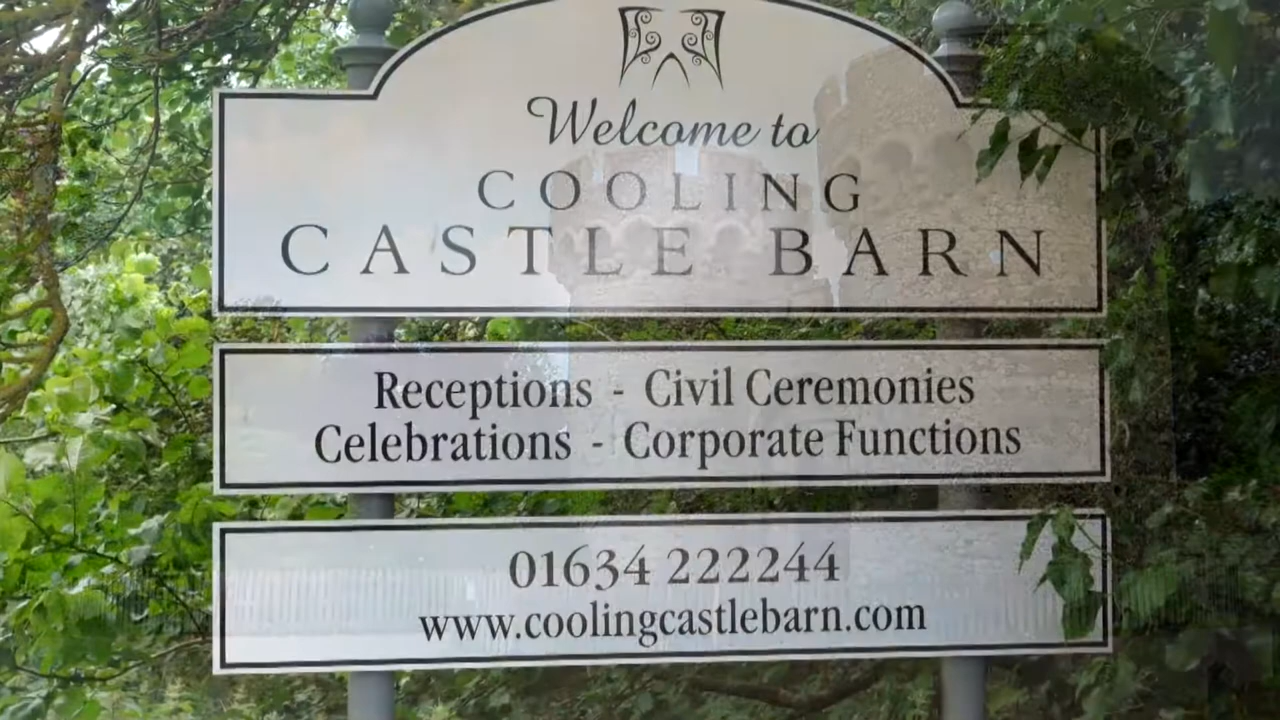 Welcome to
COOLING
CASTLE BARN
Receptions - Civil Ceremonies
Celebrations - Corporate Functions
01634 222244
www.coolingcastlebarn.com